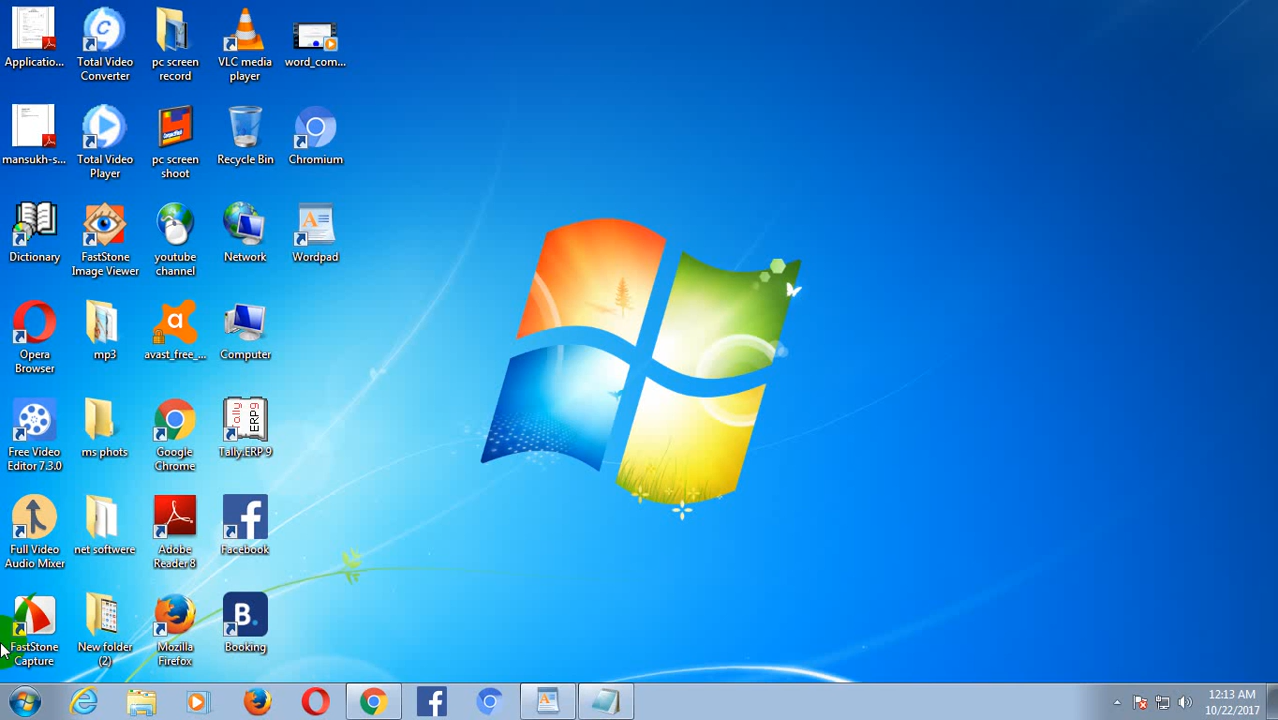 Applicatio...
Total Video
Converter
pc screen
record
VLC media
player
word_com...
mansukh-s...
Total Video
Player
pc screen
shoot
Recycle Bin
Chromium
Dictionary
FastStone
Image Viewer
youtube
channel
Network
Wordpad
Opera
Browser
mp3
avast_free_...
Computer
Free Video
Editor 7.3.0
ms phots
Google
Chrome
Tally
ERP9
Tally.ERP 9
Full Video
Audio Mixer
net softwere
Adobe
Reader 8
Facebook
FastStone
Capture
New folder
(2)
Mozilla
Firefox
B.
Booking
12:13 AM
10/22/2017